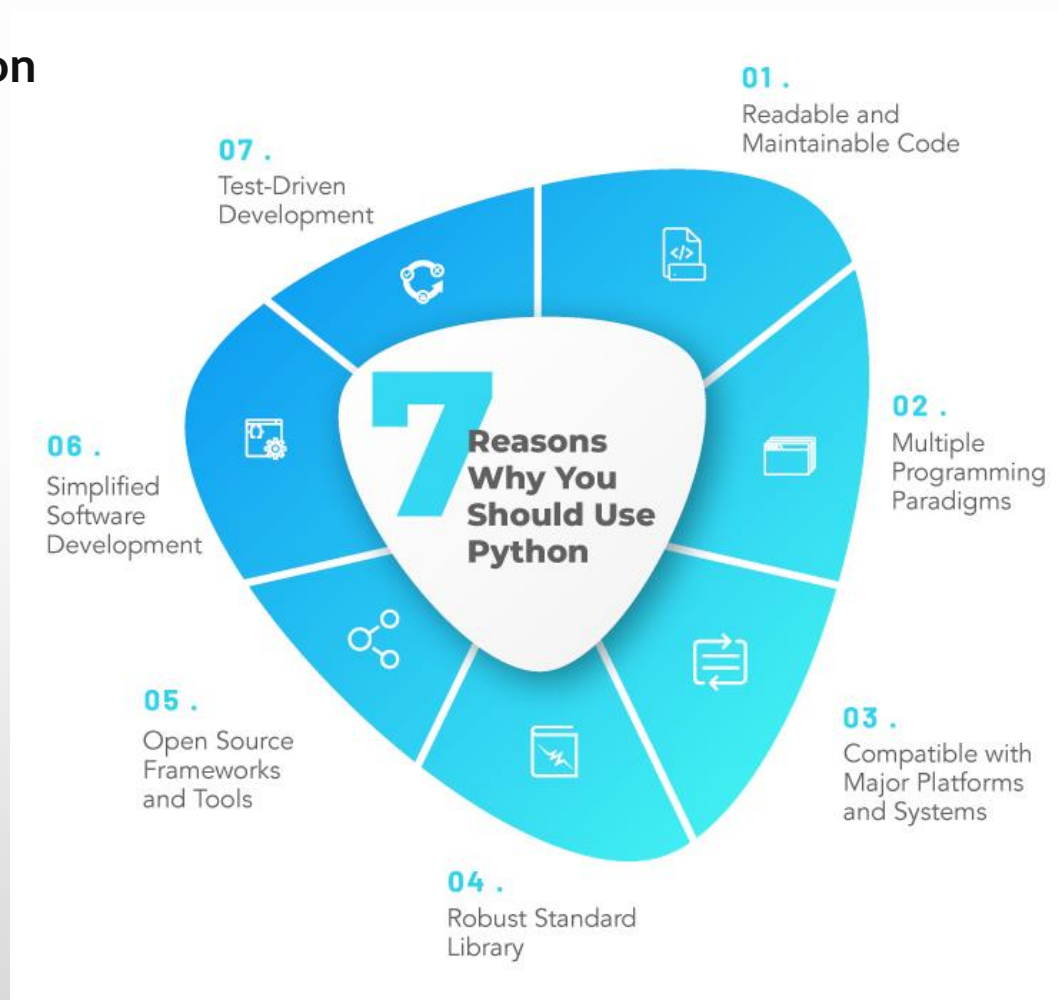 on
7
Reasons
Why You
Should Use
Python
01 .
Readable and
Maintainable Code
02 .
Multiple
Programming
Paradigms
03 .
Compatible with
Major Platforms
and Systems
04 .
Robust Standard
Library
05 .
Open Source
Frameworks
and Tools
06 .
Simplified
Software
Development
07 .
Test-Driven
Development